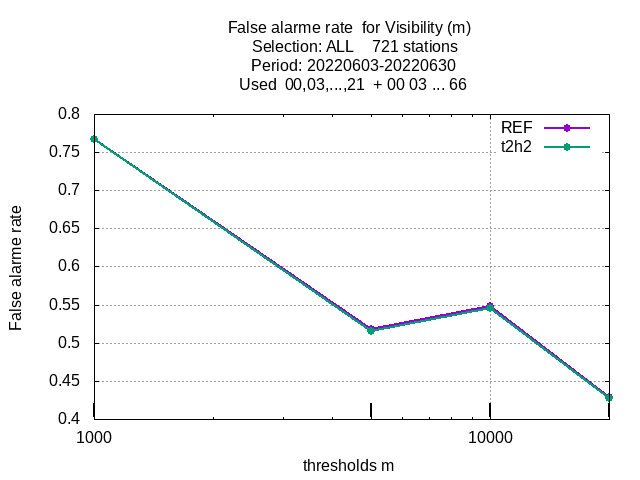 False alarme rate  for Visibility (m)
Selection: ALL    721 stations
Period: 20220603-20220630
Used  00,03,...,21  + 00 03 ... 66
REF
t2h2
0.8
0.75
0.7
0.65
0.6
0.55
0.5
0.45
0.4
False alarme rate
1000
10000
thresholds m